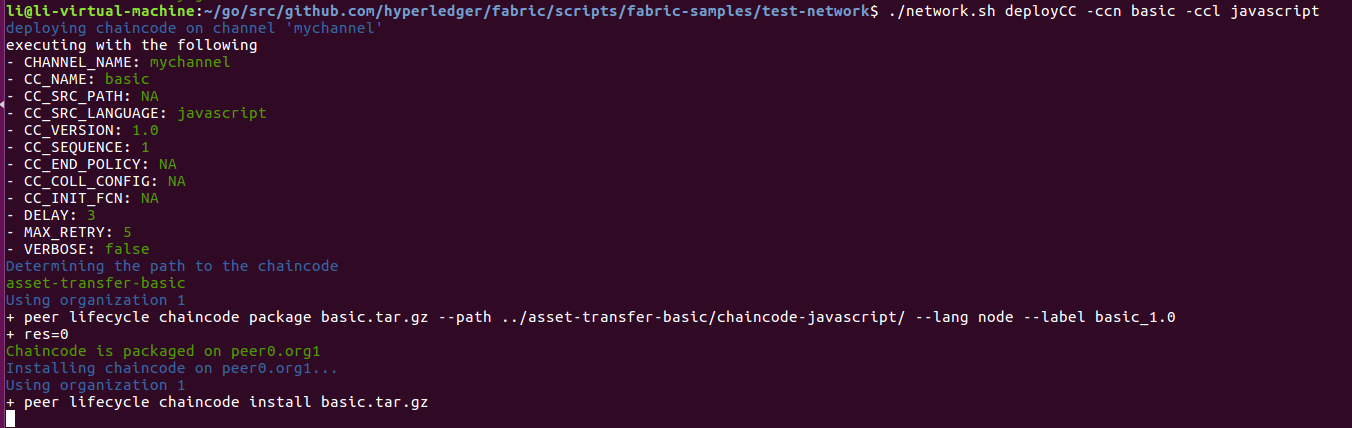 li@li-virtual-machine:~/go/src/github.com/hyperledger/fabric/scripts/fabric-samples/test-network$ ./network.sh deployCC -ccn basic -ccl javascript
deploying chaincode on channel 'mychannel'
executing with the following
- CHANNEL_NAME: mychannel
- CC_NAME: basic
- CC_SRC_PATH: NA
- CC_SRC_LANGUAGE: javascript
- CC_VERSION: 1.0
- CC_SEQUENCE: 1
- CC_END_POLICY: NA
- CC_COLL_CONFIG: NA
- CC_INIT_FCN: NA
- DELAY: 3
- MAX_RETRY: 5
- VERBOSE: false
Determining the path to the chaincode
asset-transfer-basic
Using organization 1
+ peer lifecycle chaincode package basic.tar.gz --path ../asset-transfer-basic/chaincode-javascript/ --lang node --label basic_1.0
+ res=0
Chaincode is packaged on peer0.org1
Installing chaincode on peer0.org1...
Using organization 1
+ peer lifecycle chaincode install basic.tar.gz